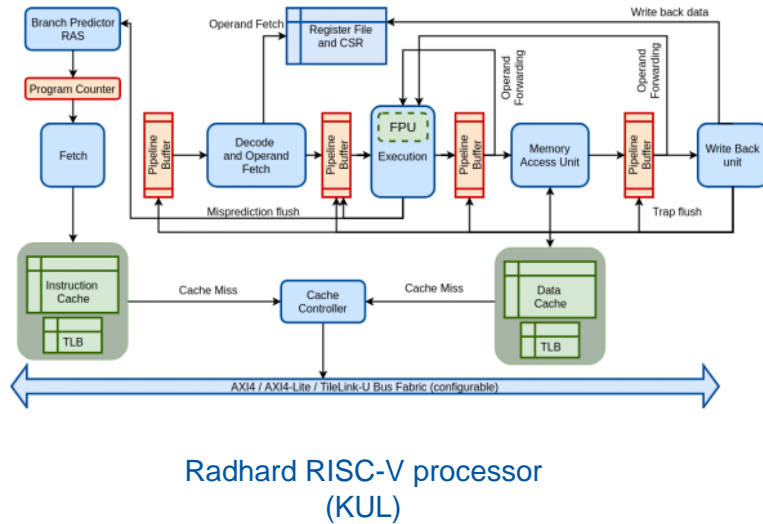 Branch Predictor
RAS
Operand Fetch
Register File
and CSR
Write back data
Program Counter
Operand
Forwarding
Operand
Forwarding
Fetch
Pipeline
Buffer
Decode
and Operand
Fetch
Pipeline
Buffer
FPU
Execution
Pipeline
Buffer
Memory
Access Unit
Pipeline
Buffer
Write Back
unit
Misprediction flush
Trap flush
Instruction
Cache
TLB
Cache Miss
Cache
Controller
Cache Miss
Data
Cache
TLB
AXI4 / AXI4-Lite / TileLink-U Bus Fabric (configurable)
Radhard RISC-V processor
(KUL)